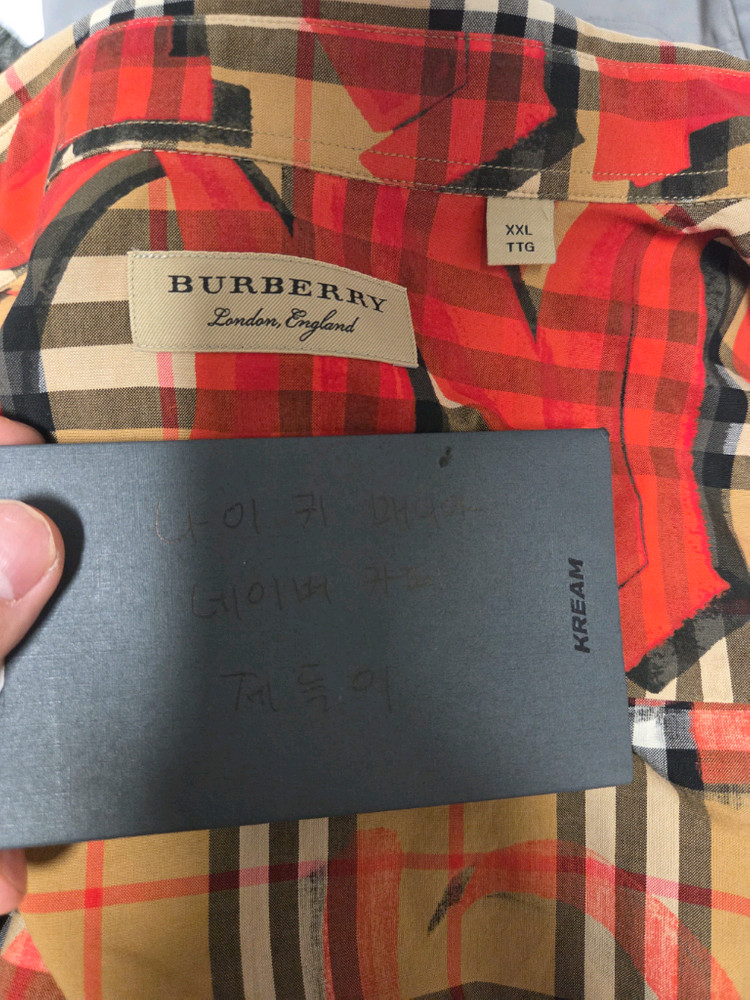 XXL
TTG
BURBERRY
London, England
나이키 매니아
네이버 카페
제톡이
KREAM